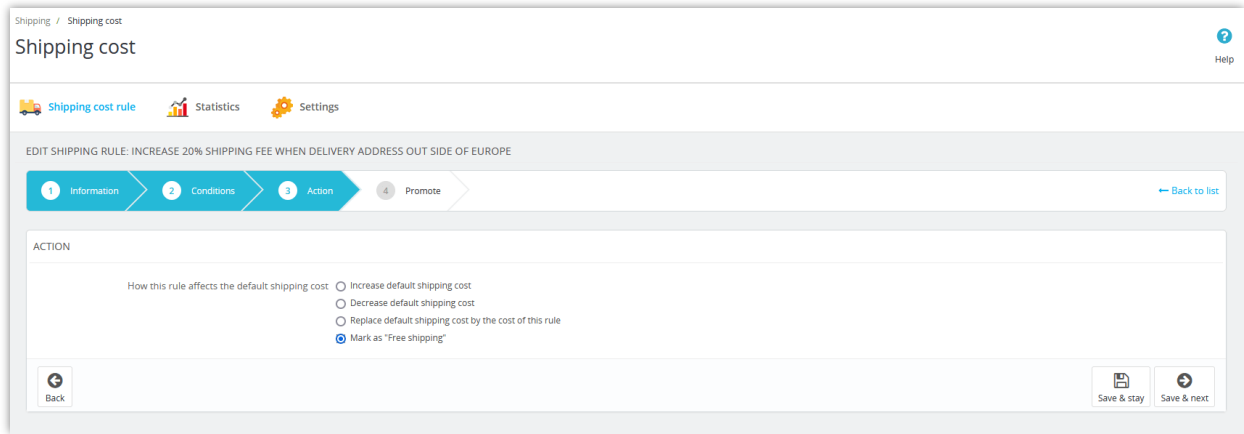 Shipping / Shipping cost
Shipping cost
Help
Shipping cost rule Statistics Settings
EDIT SHIPPING RULE: INCREASE 20% SHIPPING FEE WHEN DELIVERY ADDRESS OUT SIDE OF EUROPE
1 Information 2 Conditions 3 Action 4 Promote Back to list
ACTION
How this rule affects the default shipping cost Increase default shipping cost
Decrease default shipping cost
Replace default shipping cost by the cost of this rule
Mark as "Free shipping"
Back Save & stay Save & next